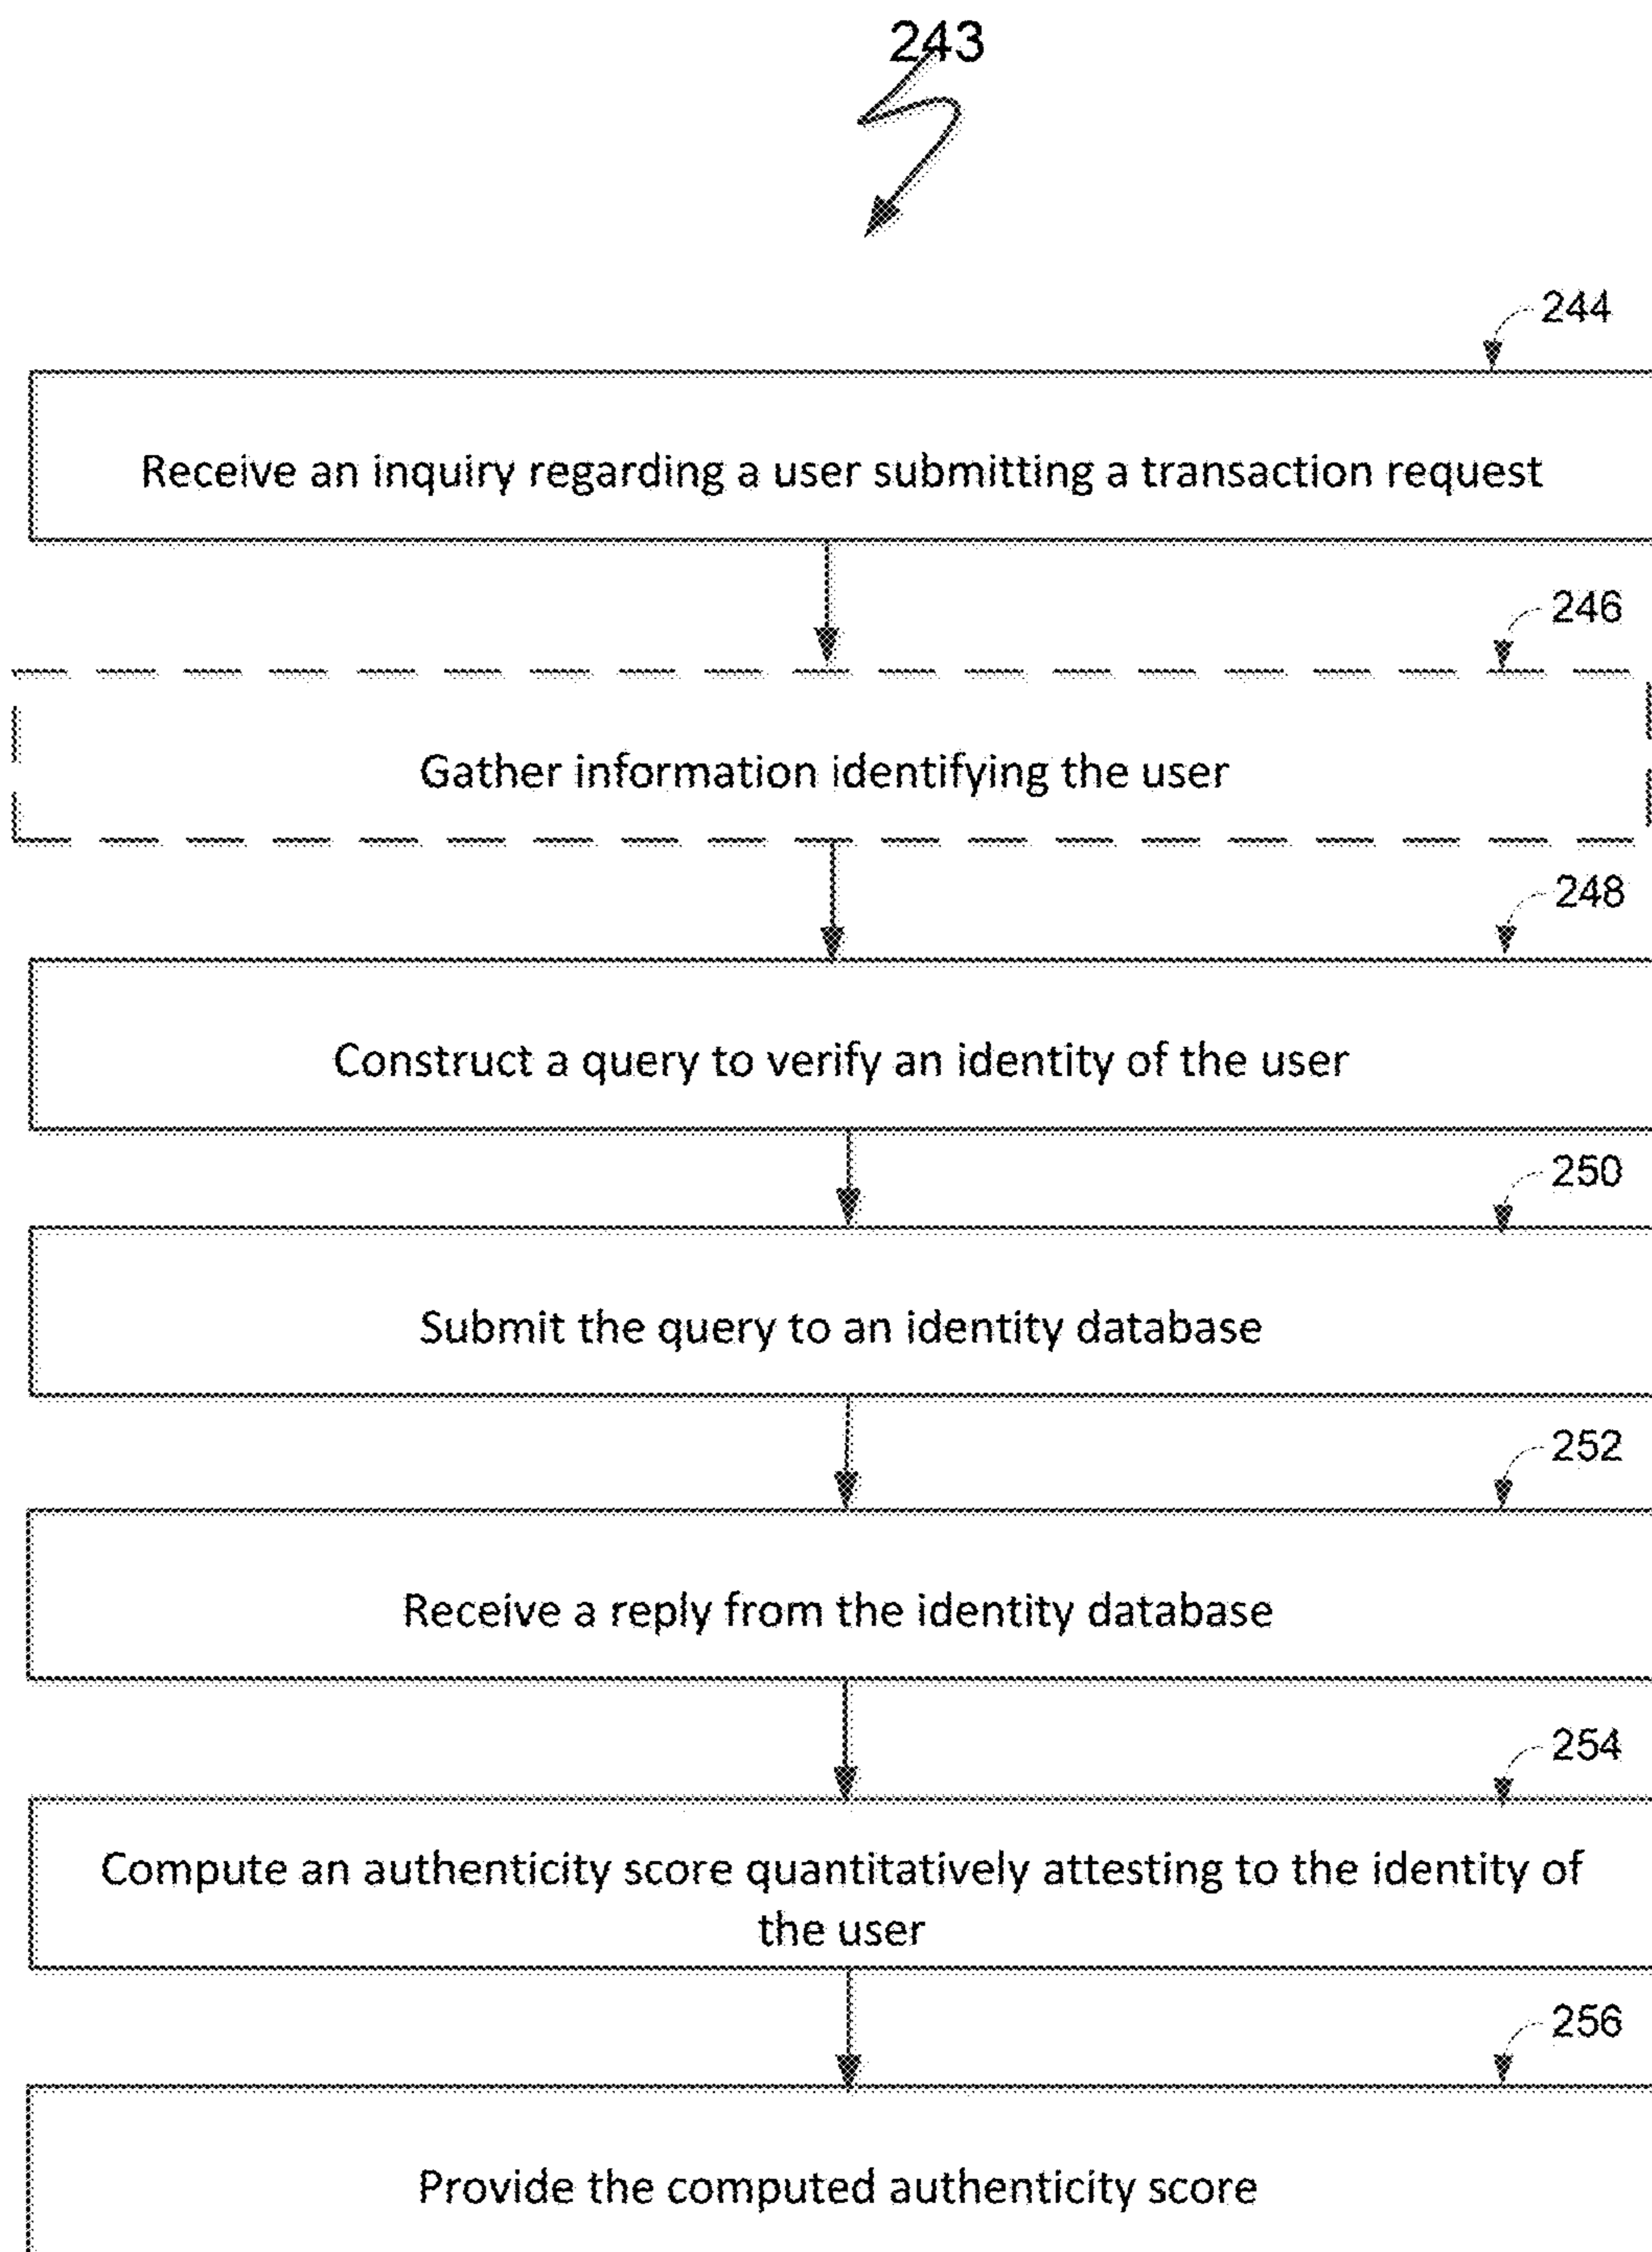 243
244
Receive an inquiry regarding a user submitting a transaction request
246
Gather information identifying the user
248
Construct a query to verify an identity of the user
250
Submit the query to an identity database
252
Receive a reply from the identity database
254
Compute an authenticity score quantitatively attesting to the identity of
the user
256
Provide the computed authenticity score